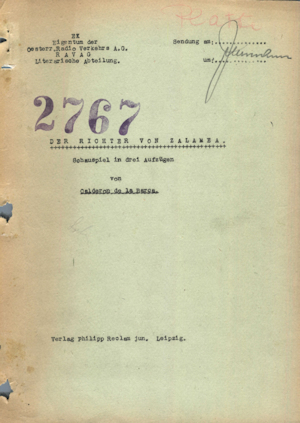 EX
Eigentum der
Oesterr.Radio Verkehrs A.G.
R A V A G
Literarische Abteilung.
Sendung am:
um:
2767
DER RICHTER VON ZALAMEA.
Schauspiel in drei Aufzügen
von
Calderon de la Barca.
Verlag Philipp Reclam jun. Leipzig.